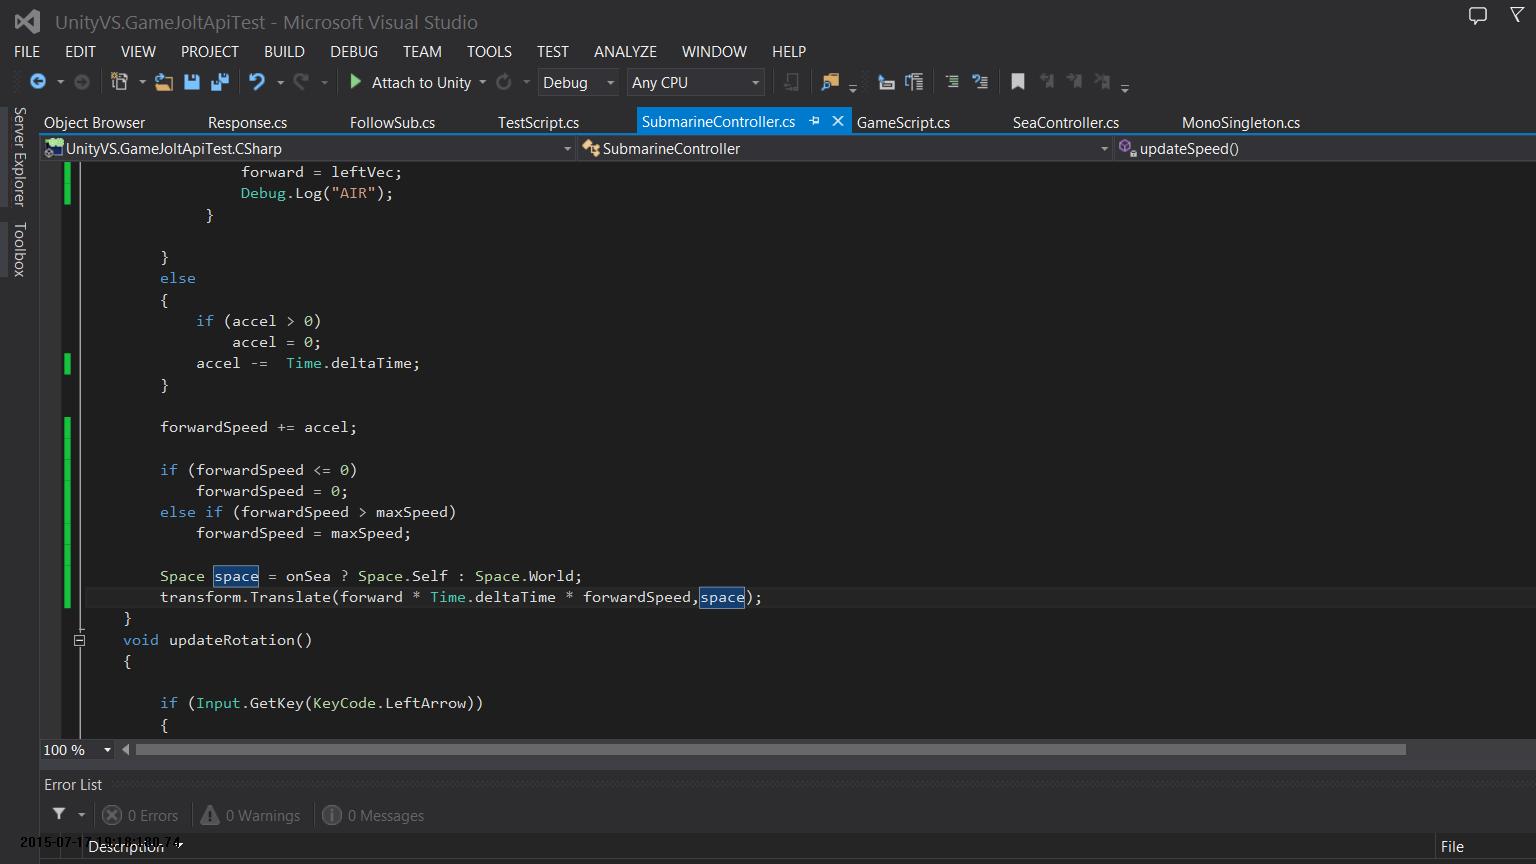 UnityVS.GameJoltApiTest - Microsoft Visual Studio
FILE EDIT VIEW PROJECT BUILD DEBUG TEAM TOOLS TEST ANALYZE WINDOW HELP
Attach to Unity Debug Any CPU
Server Explorer
Toolbox
Object Browser Response.cs FollowSub.cs TestScript.cs SubmarineController.cs GameScript.cs SeaController.cs MonoSingleton.cs
UnityVS.GameJoltApiTest.CSharp SubmarineController updateSpeed()
forward = leftVec;
Debug.Log("AIR");
}
}
else
{
if (accel > 0)
accel = 0;
accel -= Time.deltaTime;
}
forwardSpeed += accel;
if (forwardSpeed <= 0)
forwardSpeed = 0;
else if (forwardSpeed > maxSpeed)
forwardSpeed = maxSpeed;
Space space = onSea ? Space.Self : Space.World;
transform.Translate(forward * Time.deltaTime * forwardSpeed,space);
}
void updateRotation()
{
if (Input.GetKey(KeyCode.LeftArrow))
{
100 %
Error List
0 Errors 0 Warnings 0 Messages
Description File